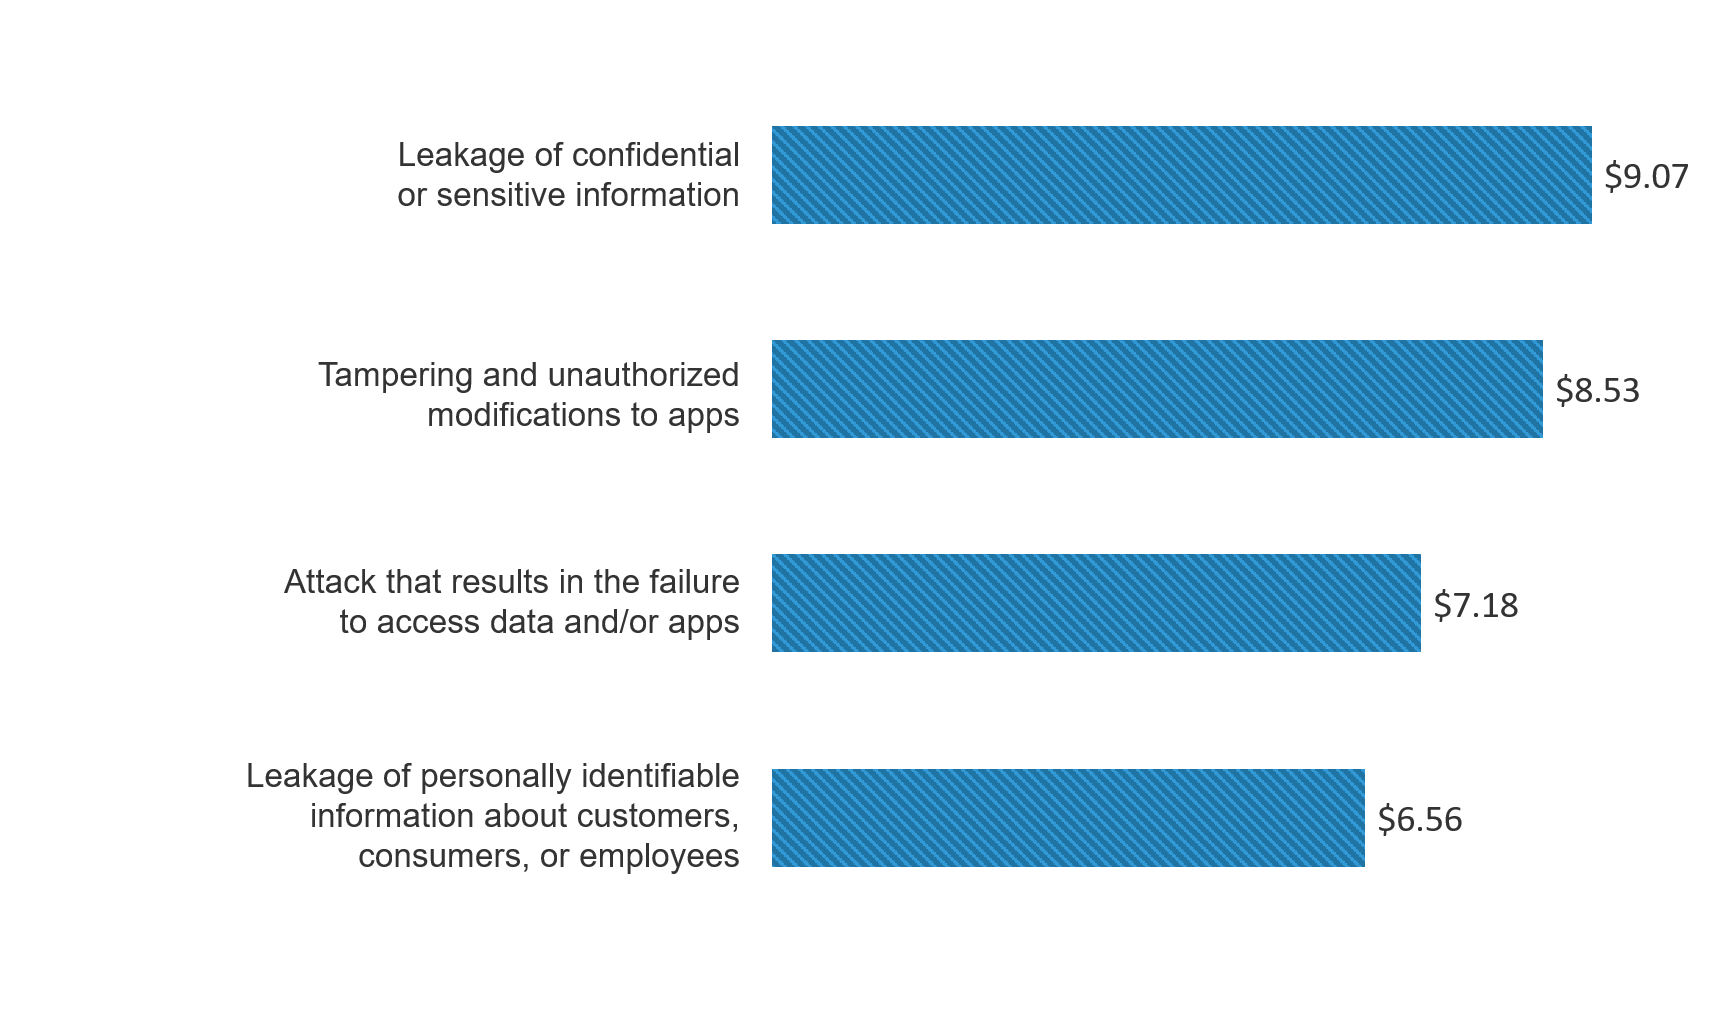 Leakage of confidential
or sensitive information
$9.07
Tampering and unauthorized
modifications to apps
$8.53
Attack that results in the failure
to access data and/or apps
$7.18
Leakage of personally identifiable
information about customers,
consumers, or employees
$6.56